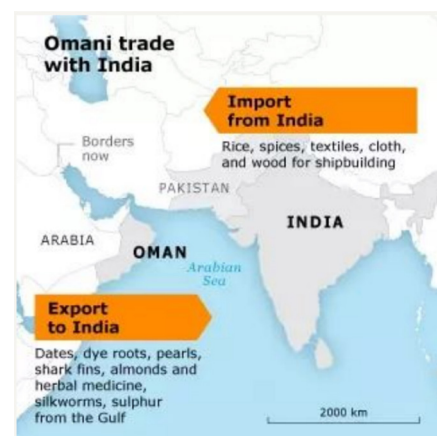 Omani trade
with India
Import
from India
Rice, spices, textiles, cloth,
and wood for shipbuilding
Borders
now
PAKISTAN
INDIA
ARABIA
OMAN
Arabian
Sea
Export
to India
Dates, dye roots, pearls,
shark fins, almonds and
herbal medicine,
silkworms, sulphur
from the Gulf
2000 km